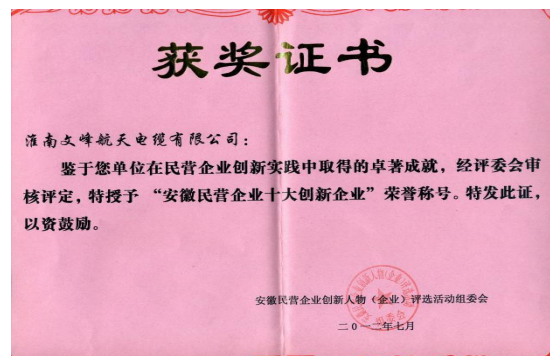 获奖证书
淮南文峰航天电缆有限公司：
鉴于您单位在民营企业创新实践中取得的卓著成就，经评委会审
核评定，特授予“安徽民营企业十大创新企业”荣誉称号。特发此证，
以资鼓励。
安徽民营企业创新人物（企业）评选活动组委会
二0一二年七月